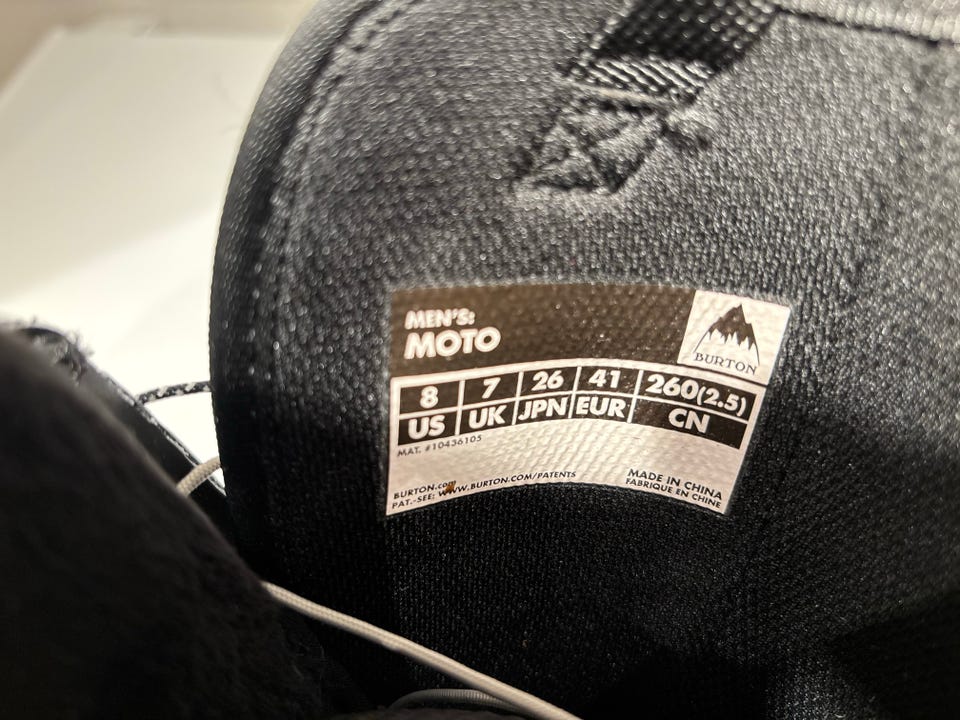 MEN'S:
MOTO
BURTON
8 7 26 41 260(2.5)
US UK JPN EUR CN
MAT. #10436105
BURTON.com
PAT.-SEE: WWW.BURTON.COM/PATENTS
MADE IN CHINA
FABRIQUE EN CHINE